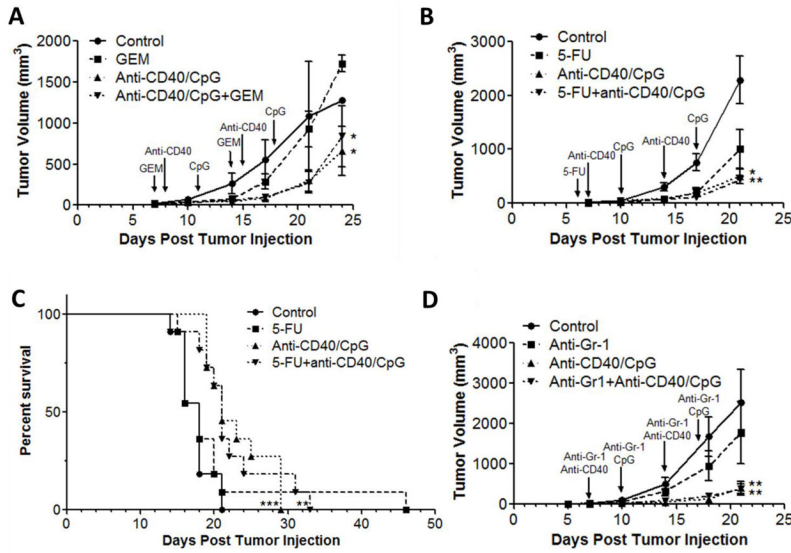 A
Tumor Volume (mm³)
2000
1500
1000
500
0
Control
GEM
Anti-CD40/CpG
Anti-CD40/CpG+GEM
GEM
Anti-CD40
CpG
GEM
Anti-CD40
CpG
*
*
0 5 10 15 20 25
Days Post Tumor Injection
B
Tumor Volume (mm³)
3000
2000
1000
0
Control
5-FU
Anti-CD40/CpG
5-FU+anti-CD40/CpG
5-FU
Anti-CD40
CpG
Anti-CD40
CpG
*
**
0 5 10 15 20 25
Days Post Tumor Injection
C
Percent survival
100
50
0
Control
5-FU
Anti-CD40/CpG
5-FU+anti-CD40/CpG
*** **
0 10 20 30 40 50
Days Post Tumor Injection
D
Tumor Volume (mm³)
4000
3000
2000
1000
0
Control
Anti-Gr-1
Anti-CD40/CpG
Anti-Gr1+Anti-CD40/CpG
Anti-Gr-1
Anti-CD40
Anti-Gr-1
CpG
Anti-Gr-1
Anti-CD40
Anti-Gr-1
CpG
**
**
0 5 10 15 20 25
Days Post Tumor Injection